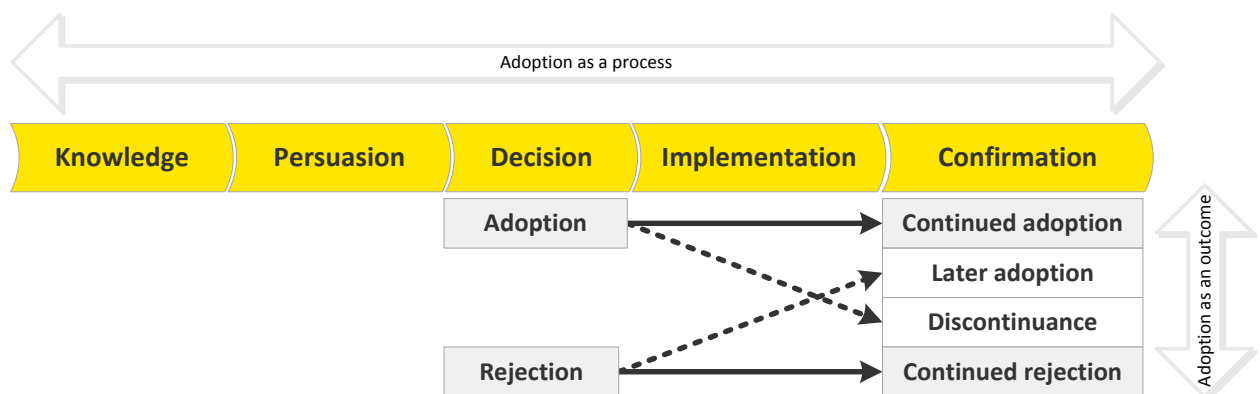 Adoption as a process
Knowledge
Persuasion
Decision
Implementation
Confirmation
Adoption
Continued adoption
Later adoption
Discontinuance
Rejection
Continued rejection
Adoption as an outcome